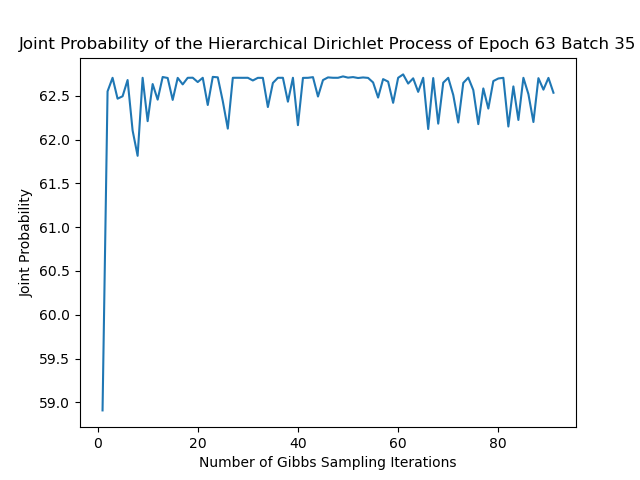 Joint Probability of the Hierarchical Dirichlet Process of Epoch 63 Batch 35
62.5
62.0
61.5
61.0
60.5
60.0
59.5
59.0
Joint Probability
0 20 40 60 80
Number of Gibbs Sampling Iterations